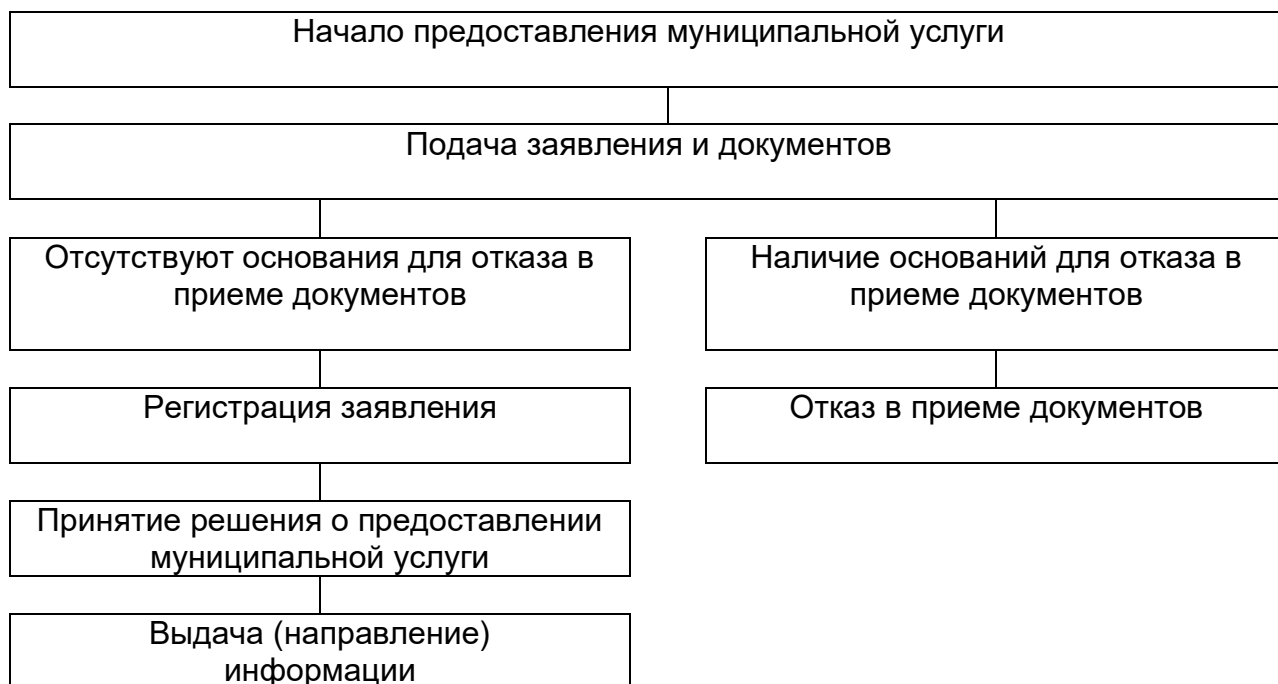 Начало предоставления муниципальной услуги
Подача заявления и документов
Отсутствуют основания для отказа в
приеме документов
Наличие оснований для отказа в
приеме документов
Регистрация заявления
Отказ в приеме документов
Принятие решения о предоставлении
муниципальной услуги
Выдача (направление)
информации